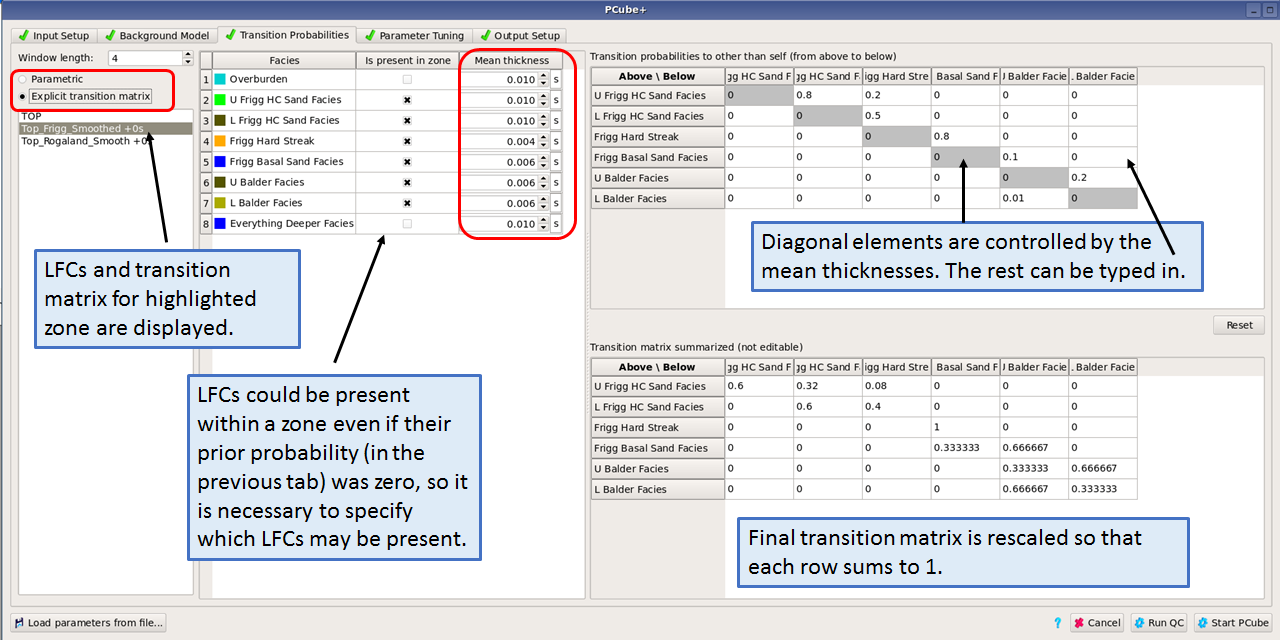 PCube+
Input Setup Background Model Transition Probabilities Parameter Tuning Output Setup
Window length: 4
Parametric
Explicit transition matrix
TOP
Top_Frigg_Smoothed +0s
Top_Rogaland_Smooth +0
Facies Is present in zone Mean thickness
1 Overburden 0.010 s
2 U Frigg HC Sand Facies 0.010 s
3 L Frigg HC Sand Facies 0.010 s
4 Frigg Hard Streak 0.004 s
5 Frigg Basal Sand Facies 0.006 s
6 U Balder Facies 0.006 s
7 L Balder Facies 0.006 s
8 Everything Deeper Facies 0.010 s
LFCs and transition
matrix for highlighted
zone are displayed.
LFCs could be present
within a zone even if their
prior probability (in the
previous tab) was zero, so it
is necessary to specify
which LFCs may be present.
Transition probabilities to other than self (from above to below)
Above \ Below gg HC Sand F gg HC Sand F igg Hard Stre Basal Sand F J Balder Facie . Balder Facie
U Frigg HC Sand Facies 0 0.8 0.2 0 0 0
L Frigg HC Sand Facies 0 0 0.5 0 0 0
Frigg Hard Streak 0 0 0 0.8 0 0
Frigg Basal Sand Facies 0 0 0 0 0.1 0
U Balder Facies 0 0 0 0 0 0.2
L Balder Facies 0 0 0 0 0.01 0
Diagonal elements are controlled by the
mean thicknesses. The rest can be typed in.
Reset
Transition matrix summarized (not editable)
Above \ Below gg HC Sand F gg HC Sand F igg Hard Stre Basal Sand F J Balder Facie . Balder Facie
U Frigg HC Sand Facies 0.6 0.32 0.08 0 0 0
L Frigg HC Sand Facies 0 0.6 0.4 0 0 0
Frigg Hard Streak 0 0 0 1 0 0
Frigg Basal Sand Facies 0 0 0 0.333333 0.666667 0
U Balder Facies 0 0 0 0 0.333333 0.666667
L Balder Facies 0 0 0 0 0.666667 0.333333
Final transition matrix is rescaled so that
each row sums to 1.
Load parameters from file... ? Cancel Run QC Start PCube